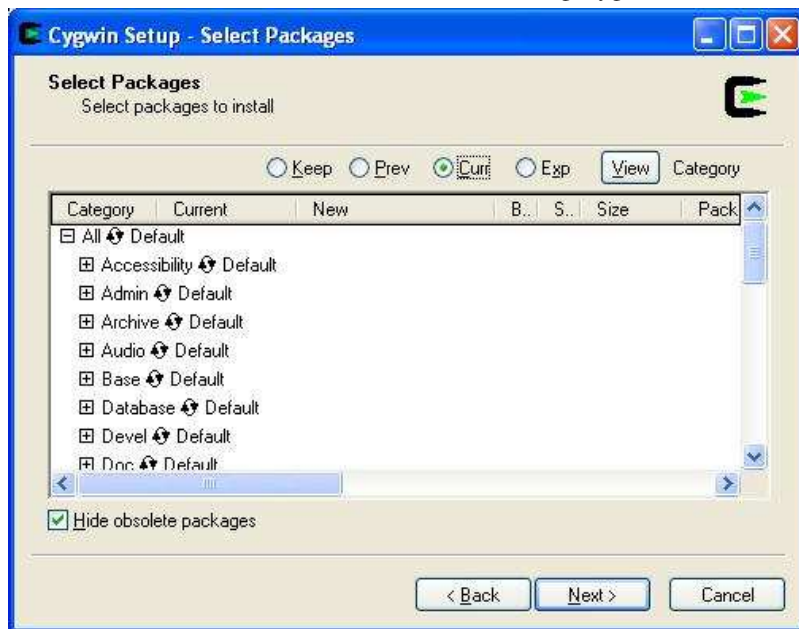 Cygwin Setup - Select Packages
Select Packages
Select packages to install
Keep Prev Curr Exp View Category
Category Current New B.. S.. Size Pack
All Default
Accessibility Default
Admin Default
Archive Default
Audio Default
Base Default
Database Default
Devel Default
Doc Default
Hide obsolete packages
< Back Next > Cancel